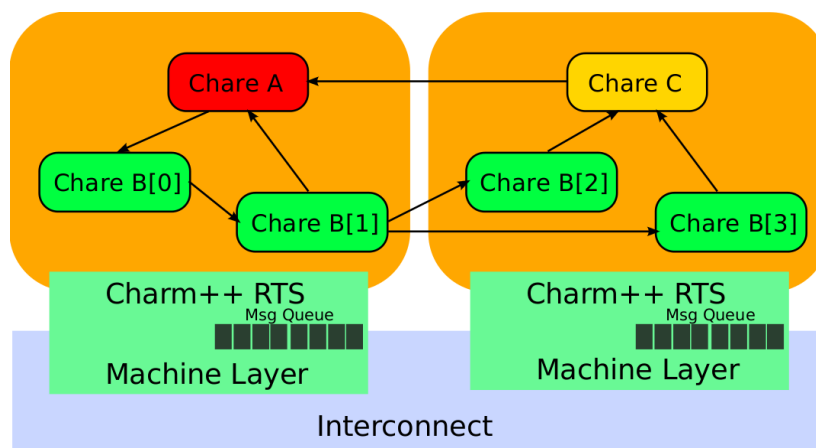 Chare A
Chare C
Chare B[0]
Chare B[2]
Chare B[1]
Chare B[3]
Charm++ RTS
Msg Queue
Machine Layer
Charm++ RTS
Msg Queue
Machine Layer
Interconnect